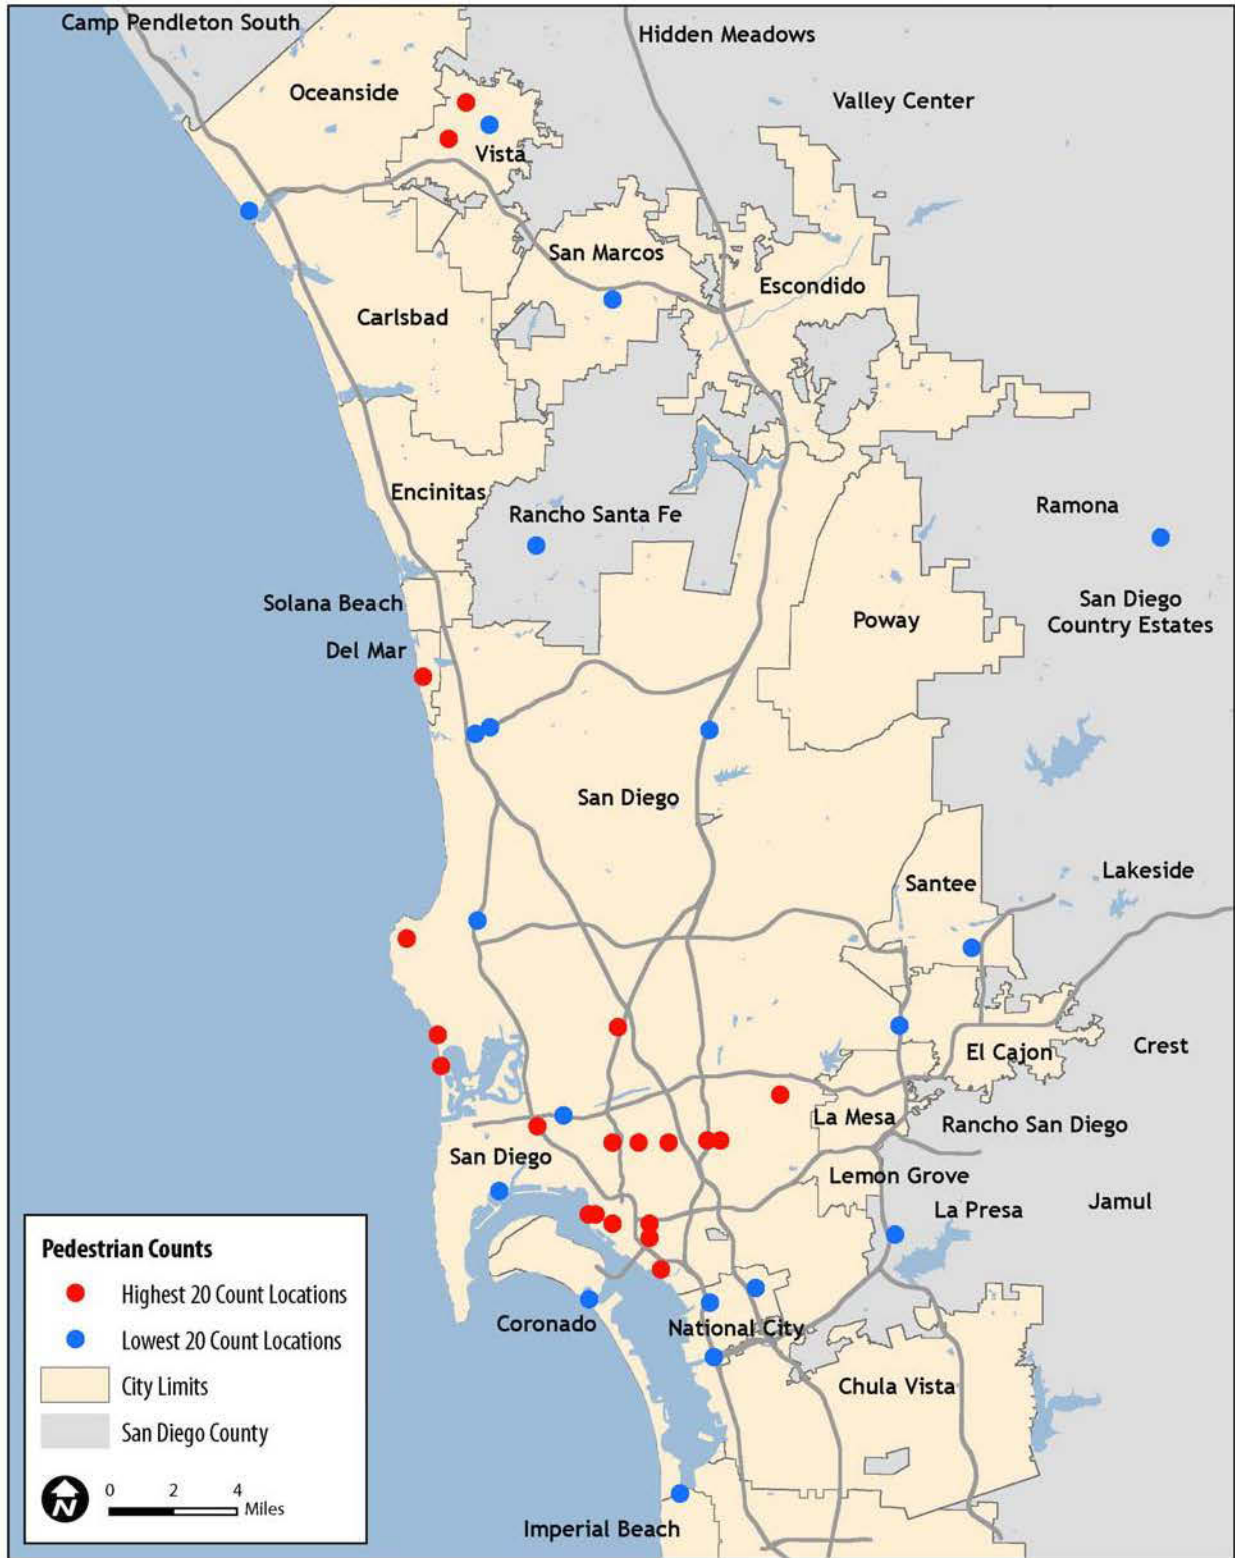 Camp Pendleton South
Hidden Meadows
Oceanside
Valley Center
Vista
San Marcos
Escondido
Carlsbad
Encinitas
Rancho Santa Fe
Ramona
Solana Beach
San Diego
Country Estates
Poway
Del Mar
San Diego
Santee
Lakeside
El Cajon
Crest
La Mesa
Rancho San Diego
San Diego
Lemon Grove
La Presa
Jamul
Coronado
National City
Chula Vista
Imperial Beach
Pedestrian Counts
Highest 20 Count Locations
Lowest 20 Count Locations
City Limits
San Diego County
N
0 2 4
Miles